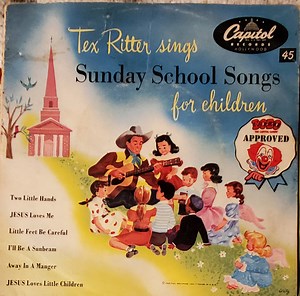 Capitol
RECORDS
HOLLYWOOD
45
Tex Ritter sings
Sunday School Songs
for children
BOZO
APPROVED
Two Little Hands
JESUS Loves Me
Little Feet Be Careful
I'll Be A Sunbeam
Away In A Manger
JESUS Loves Little Children